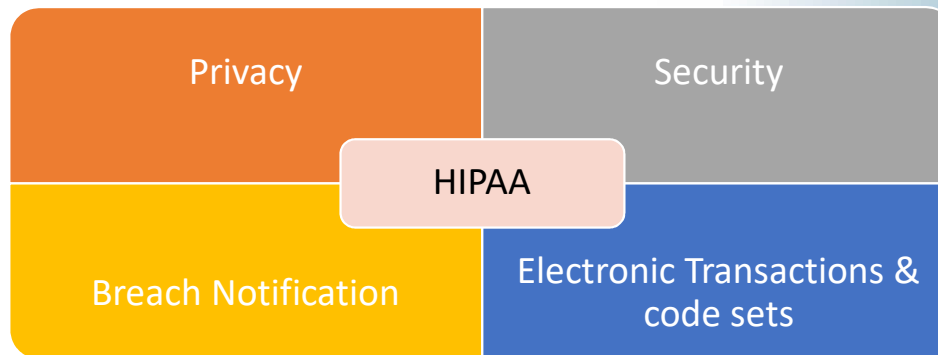 Privacy
Security
HIPAA
Breach Notification
Electronic Transactions &
code sets